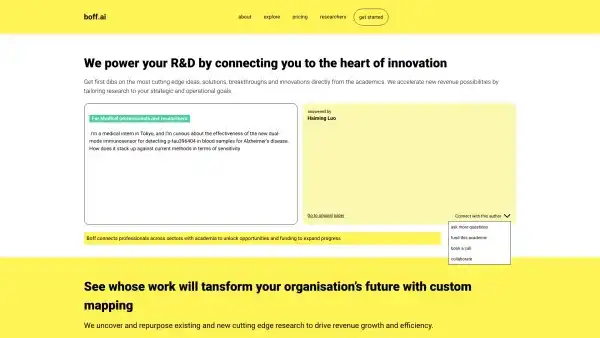 boff.ai
about explore pricing researchers get started
We power your R&D by connecting you to the heart of innovation
Get first dibs on the most cutting edge ideas, solutions, breakthroughs and innovations directly from the academics. We accelerate new revenue possibilities by
tailoring research to your strategic and operational goals.
For Medical professionals and researchers
I'm a medical intern in Tokyo, and I'm curious about the effectiveness of the new dual-
mode immunosensor for detecting p-tau396404 in blood samples for Alzheimer's disease.
How does it stack up against current methods in terms of sensitivity
answered by
Haiming Luo
Go to original paper
Connect with this author
ask more questions
fund this academic
book a call
collaborate
Boff connects professionals across sectors with academia to unlock opportunities and funding to expand progress
See whose work will tansform your organisation's future with custom
mapping
We uncover and repurpose existing and new cutting edge research to drive revenue growth and efficiency.